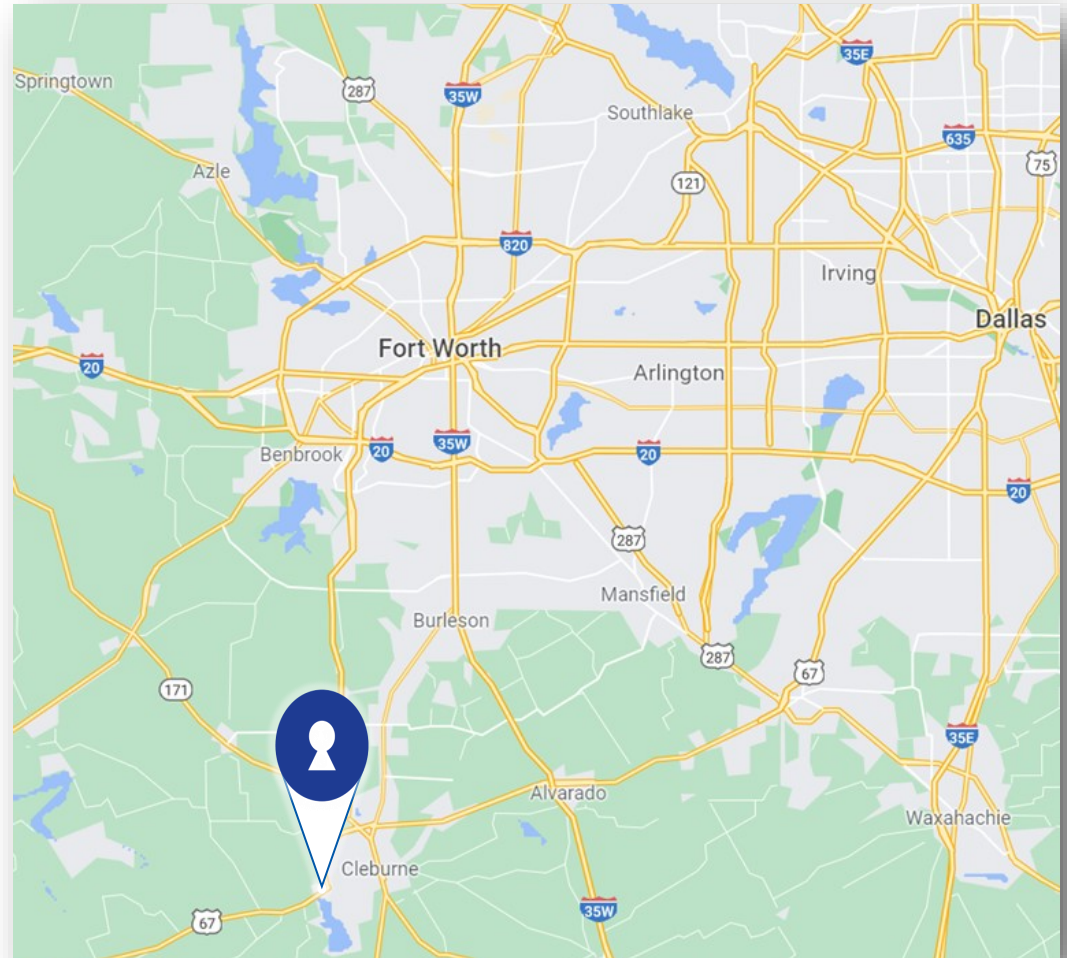 35E
Springtown
287
35W
Southlake
635
75
Azle
121
820
Irving
Dallas
Fort Worth
20
Arlington
35W
Benbrook
20
20
20
287
Mansfield
Burleson
287
67
171
35E
Alvarado
Waxahachie
Cleburne
35W
67